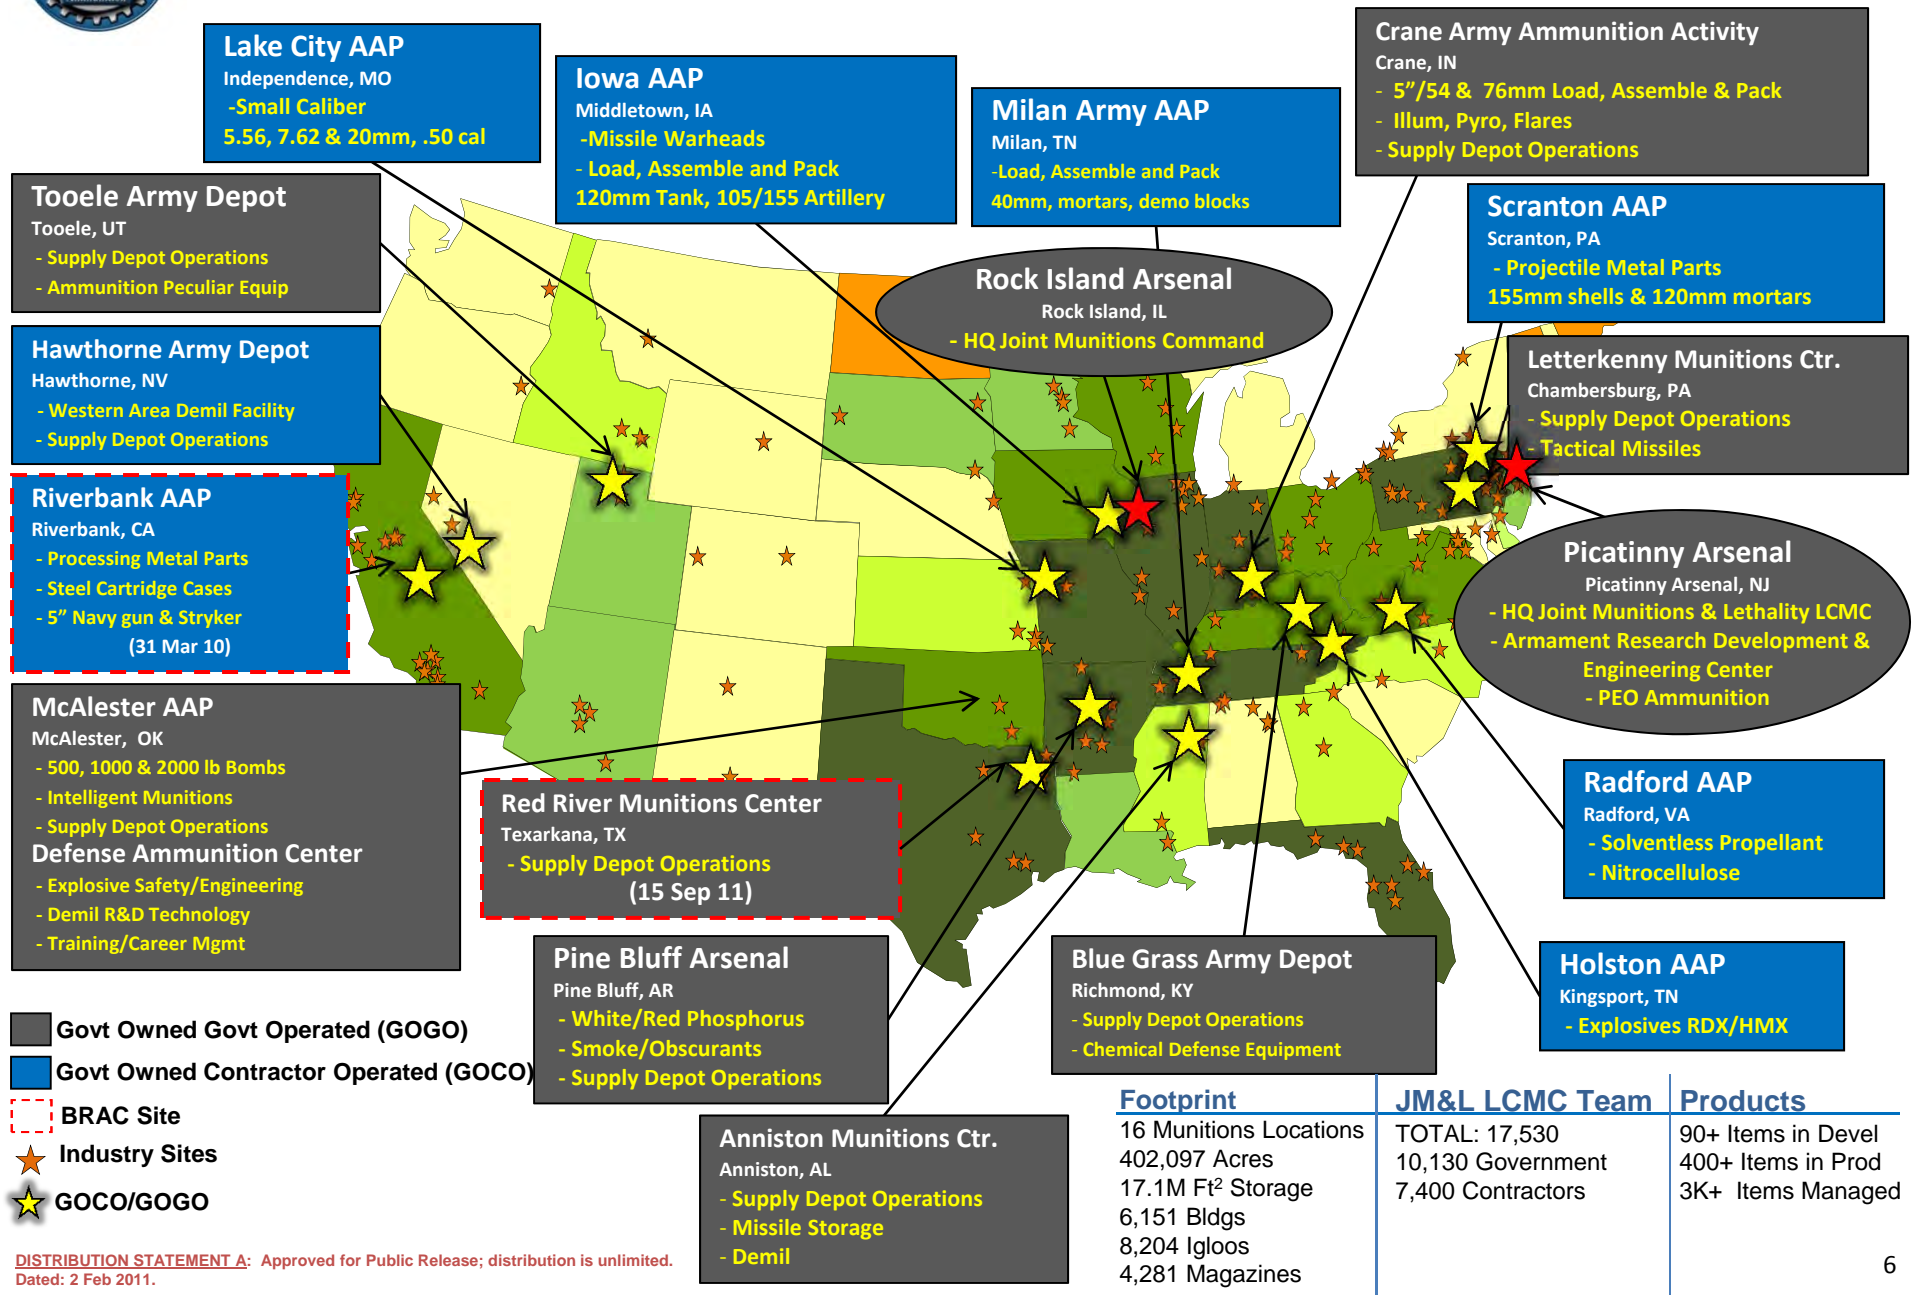 Lake City AAP
Independence, MO
-Small Caliber
5.56, 7.62 & 20mm, .50 cal
Iowa AAP
Middletown, IA
-Missile Warheads
- Load, Assemble and Pack
120mm Tank, 105/155 Artillery
Milan Army AAP
Milan, TN
-Load, Assemble and Pack
40mm, mortars, demo blocks
Crane Army Ammunition Activity
Crane, IN
- 5”/54 & 76mm Load, Assemble & Pack
- Illum, Pyro, Flares
- Supply Depot Operations
Tooele Army Depot
Tooele, UT
- Supply Depot Operations
- Ammunition Peculiar Equip
Scranton AAP
Scranton, PA
- Projectile Metal Parts
155mm shells & 120mm mortars
Rock Island Arsenal
Rock Island, IL
- HQ Joint Munitions Command
Hawthorne Army Depot
Hawthorne, NV
- Western Area Demil Facility
- Supply Depot Operations
Letterkenny Munitions Ctr.
Chambersburg, PA
- Supply Depot Operations
- Tactical Missiles
Riverbank AAP
Riverbank, CA
- Processing Metal Parts
- Steel Cartridge Cases
- 5” Navy gun & Stryker
(31 Mar 10)
Picatinny Arsenal
Picatinny Arsenal, NJ
- HQ Joint Munitions & Lethality LCMC
- Armament Research Development &
Engineering Center
- PEO Ammunition
McAlester AAP
McAlester, OK
- 500, 1000 & 2000 lb Bombs
- Intelligent Munitions
- Supply Depot Operations
Defense Ammunition Center
- Explosive Safety/Engineering
- Demil R&D Technology
- Training/Career Mgmt
Red River Munitions Center
Texarkana, TX
- Supply Depot Operations
(15 Sep 11)
Radford AAP
Radford, VA
- Solventless Propellant
- Nitrocellulose
Pine Bluff Arsenal
Pine Bluff, AR
- White/Red Phosphorus
- Smoke/Obscurants
- Supply Depot Operations
Blue Grass Army Depot
Richmond, KY
- Supply Depot Operations
- Chemical Defense Equipment
Holston AAP
Kingsport, TN
- Explosives RDX/HMX
Anniston Munitions Ctr.
Anniston, AL
- Supply Depot Operations
- Missile Storage
- Demil
Govt Owned Govt Operated (GOGO)
Govt Owned Contractor Operated (GOCO)
BRAC Site
Industry Sites
GOCO/GOGO
Footprint
16 Munitions Locations
402,097 Acres
17.1M Ft² Storage
6,151 Bldgs
8,204 Igloos
4,281 Magazines
JM&L LCMC Team
TOTAL: 17,530
10,130 Government
7,400 Contractors
Products
90+ Items in Devel
400+ Items in Prod
3K+ Items Managed
DISTRIBUTION STATEMENT A: Approved for Public Release; distribution is unlimited.
Dated: 2 Feb 2011.
6